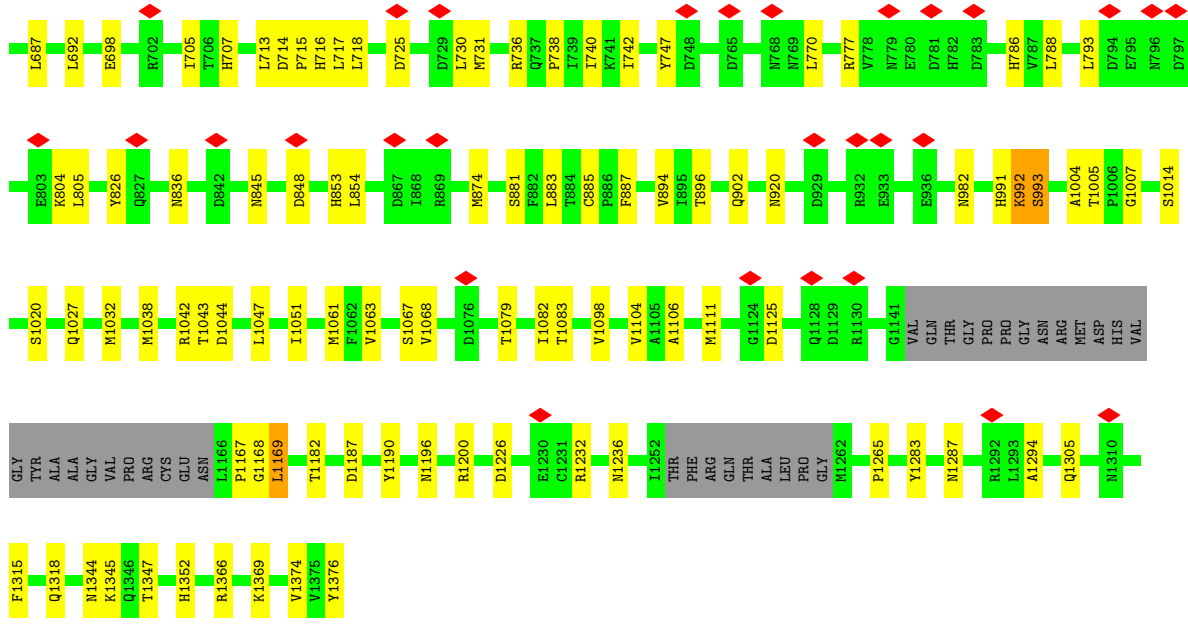 L687 L692 E698 R702 I705 T706 H707 L713 D714 P715 H716 L717 L718 D725 D729 L730 M731 R736 Q737 P738 I739 I740 K741 I742 Y747 D748 D765 N768 N769 L770 R777 V778 N779 E780 D781 H782 D783 H786 V787 L788 L793 D794 E795 N796 D797
E803 K804 L805 Y826 Q827 N836 D842 N845 D848 H853 L854 D867 I868 R869 M874 S881 F882 L883 T884 C885 P886 F887 V894 I895 T896 Q902 N920 D929 R932 E933 E936 N982 H991 K992 S993 A1004 T1005 P1006 G1007 S1014
S1020 Q1027 M1032 M1038 R1042 T1043 D1044 L1047 I1051 M1061 F1062 V1063 S1067 V1068 D1076 T1079 I1082 T1083 V1098 V1104 A1105 A1106 M1111 G1124 D1125 Q1128 D1129 R1130 G1141 VAL GLN THR GLY PRO PRO GLY ASN ARG MET ASP HIS VAL
GLY TYR ALA ALA GLY VAL PRO ARG CYS GLU ASN L1166 P1167 G1168 L1169 T1182 D1187 Y1190 N1196 R1200 D1226 E1230 C1231 R1232 N1236 I1252 THR PHE ARG GLN THR ALA LEU PRO GLY M1262 P1265 Y1283 N1287 R1292 L1293 A1294 Q1305 N1310
F1315 Q1318 N1344 K1345 Q1346 T1347 H1352 R1366 K1369 V1374 V1375 Y1376